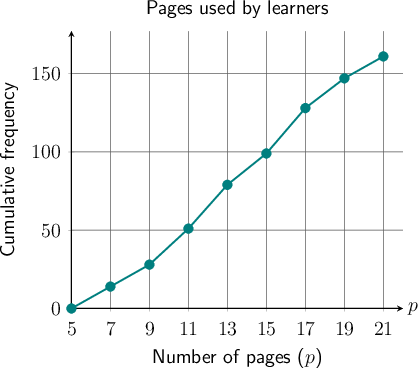 Pages used by learners
Cumulative frequency
150
100
50
0
5 7 9 11 13 15 17 19 21
p
Number of pages (p)